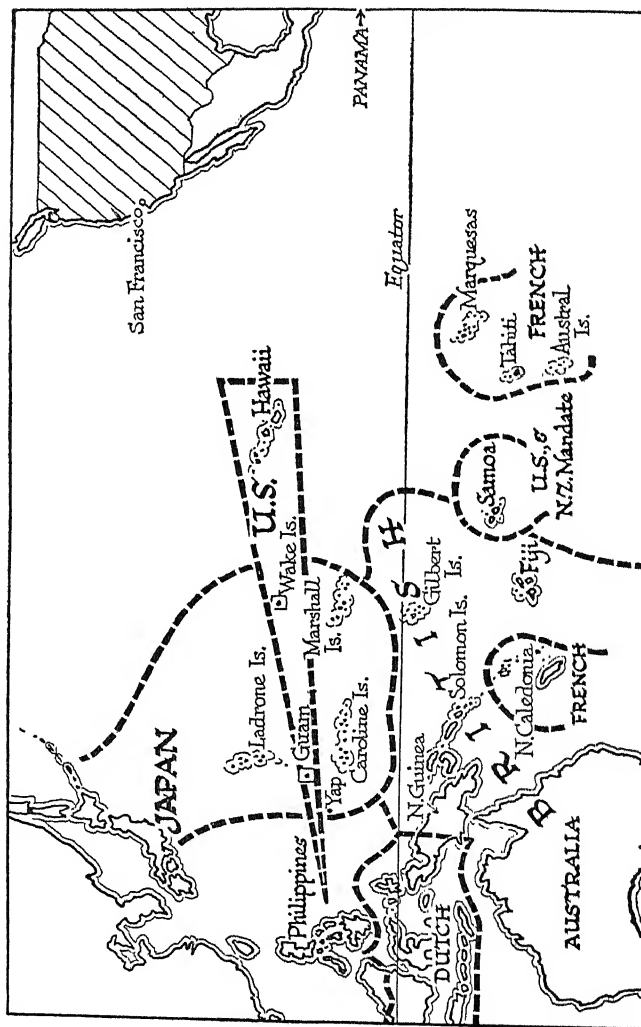 PANAMA→
San Francisco
Equator
U.S.
Hawaii
Wake Is.
Marshall
Is.
JAPAN
Ladrone Is.
Guam
Yap
Caroline Is.
Philippines
Marquesas
Tahiti
FRENCH
Austral
Is.
Samoa
U.S., &
N.Z. Mandate
Fiji
BRITISH
Gilbert
Is.
Solomon Is.
N. Guinea
N. Caledonia
FRENCH
DUTCH
AUSTRALIA